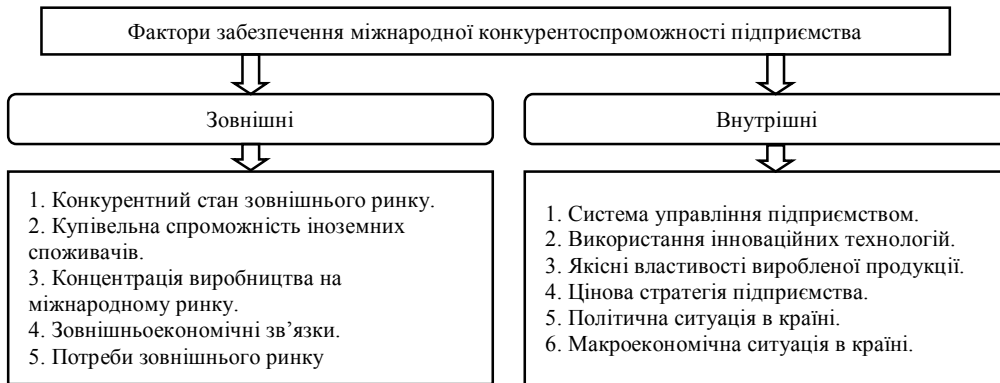 Фактори забезпечення міжнародної конкурентоспроможності підприємства
Зовнішні
1. Конкурентний стан зовнішнього ринку.
2. Купівельна спроможність іноземних
споживачів.
3. Концентрація виробництва на
міжнародному ринку.
4. Зовнішньоекономічні зв’язки.
5. Потреби зовнішнього ринку
Внутрішні
1. Система управління підприємством.
2. Використання інноваційних технологій.
3. Якісні властивості виробленої продукції.
4. Цінова стратегія підприємства.
5. Політична ситуація в країні.
6. Макроекономічна ситуація в країні.